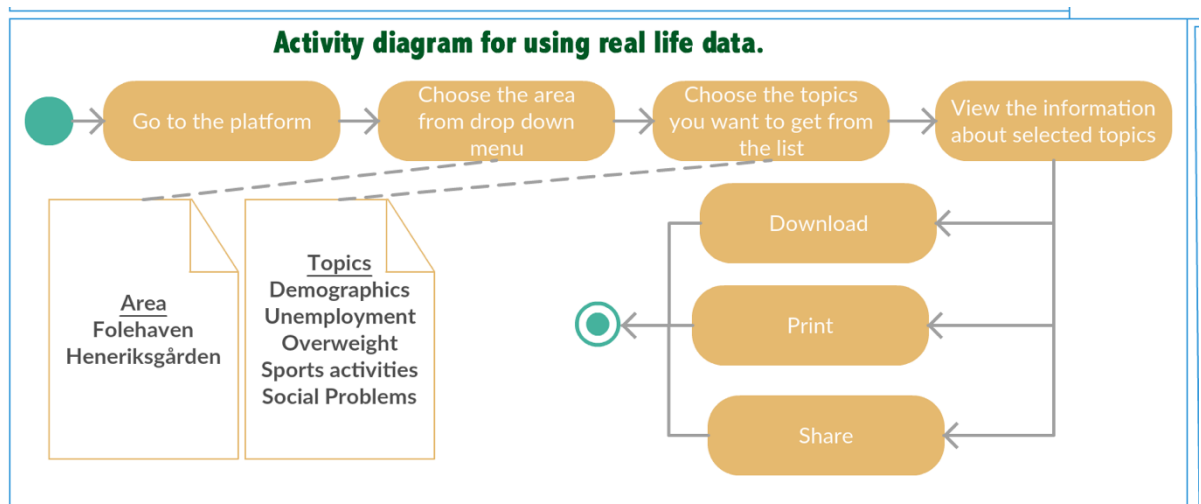 Activity diagram for using real life data.
Go to the platform
Choose the area
from drop down
menu
Choose the topics
you want to get from
the list
View the information
about selected topics
Area
Folehaven
Heneriksgården
Topics
Demographics
Unemployment
Overweight
Sports activities
Social Problems
Download
Print
Share